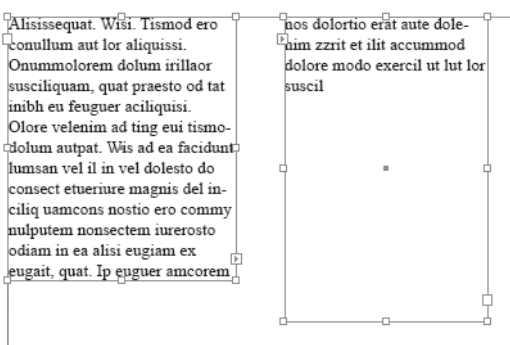 Alisissequat. Wisi. Tismod ero
conullum aut lor aliquissi.
Onummolorem dolum irillaor
susciliquam, quat praesto od tat
inibh eu feuguer aciliquisi.
Olore velenim ad ting eui tismo-
dolum autpat. Wis ad ea facidunt
lumsan vel il in vel dolesto do
consect etueriure magnis del in-
ciliq uamcons nostio ero commy
nulputem nonsectem iurerosto
odiam in ea alisi eugiam ex
eugait, quat. Ip euguer amcorem
nos dolortio erat aute dole-
nim zzrit et ilit accummod
dolore modo exercil ut lut lor
suscil